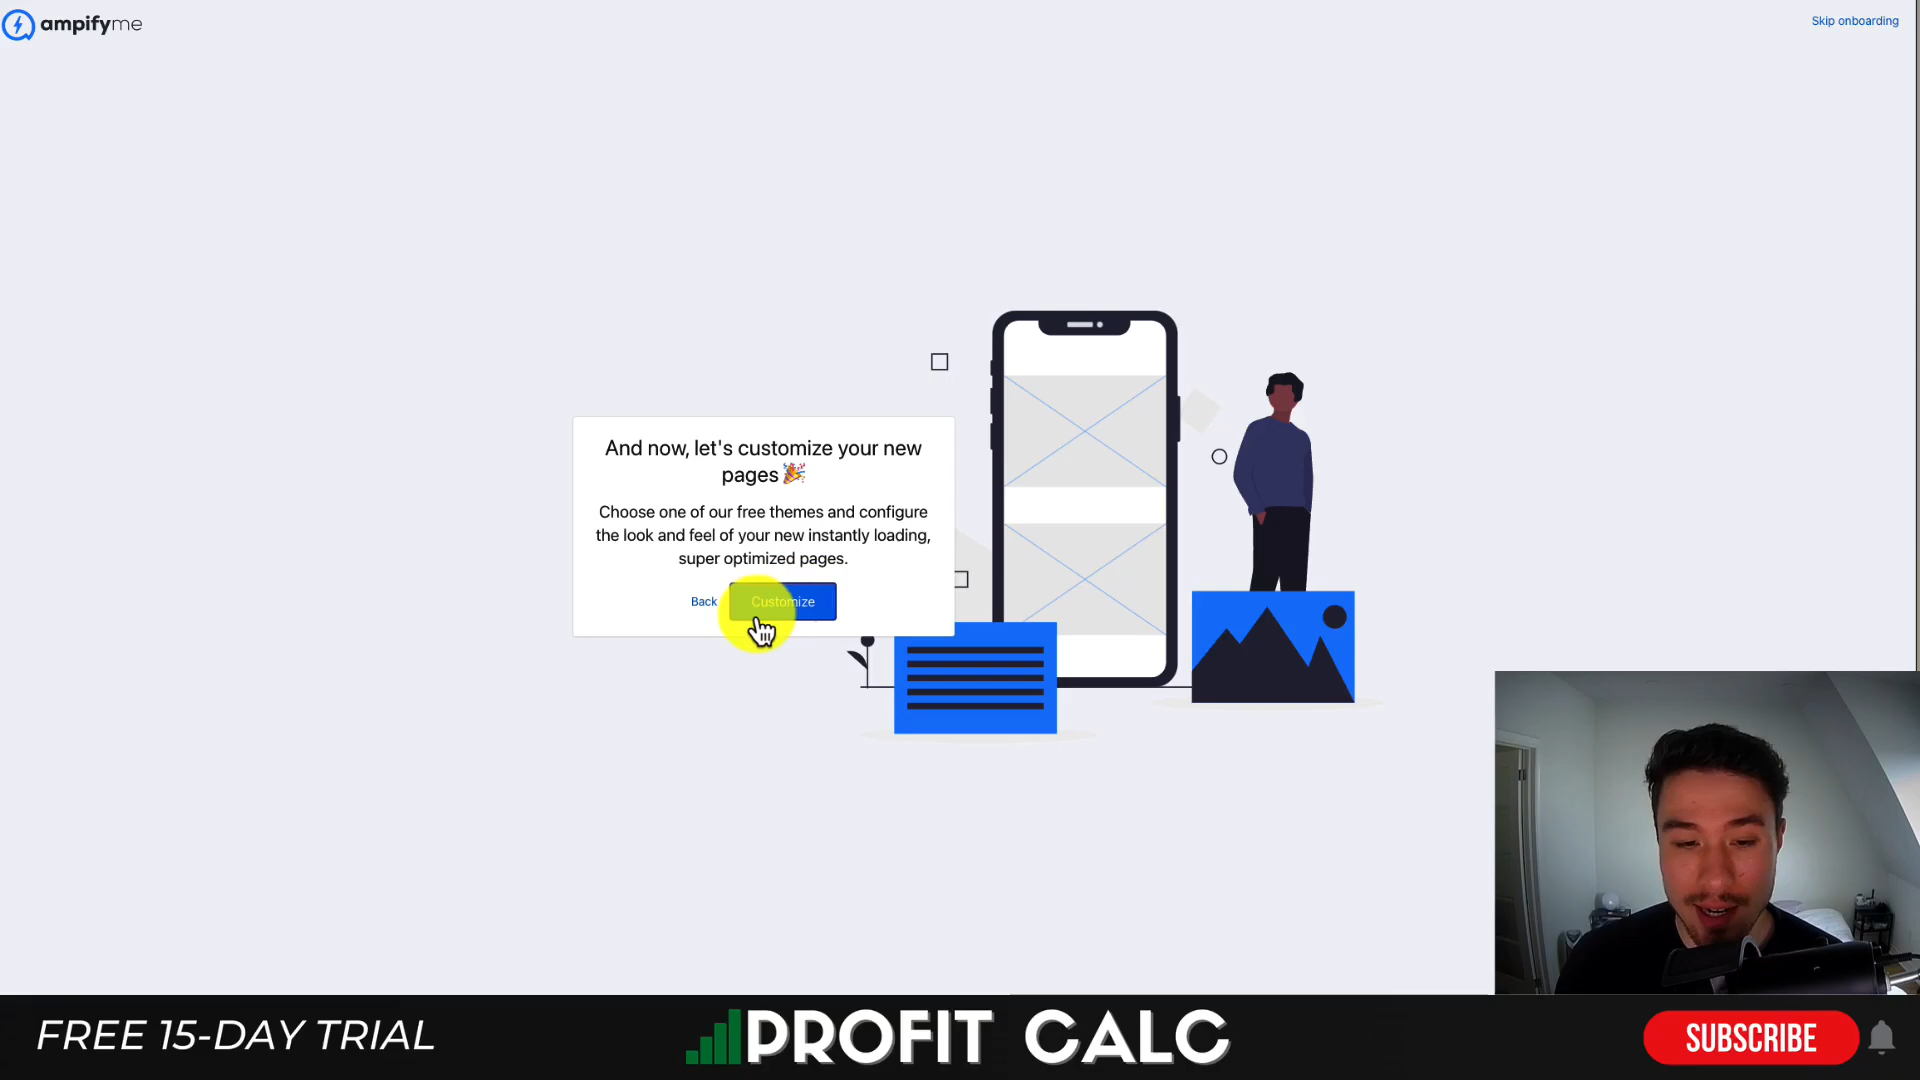 ampifyme
Skip onboarding
And now, let's customize your new
pages 🎉
Choose one of our free themes and configure
the look and feel of your new instantly loading,
super optimized pages.
Back
Customize
FREE 15-DAY TRIAL
PROFIT CALC
SUBSCRIBE